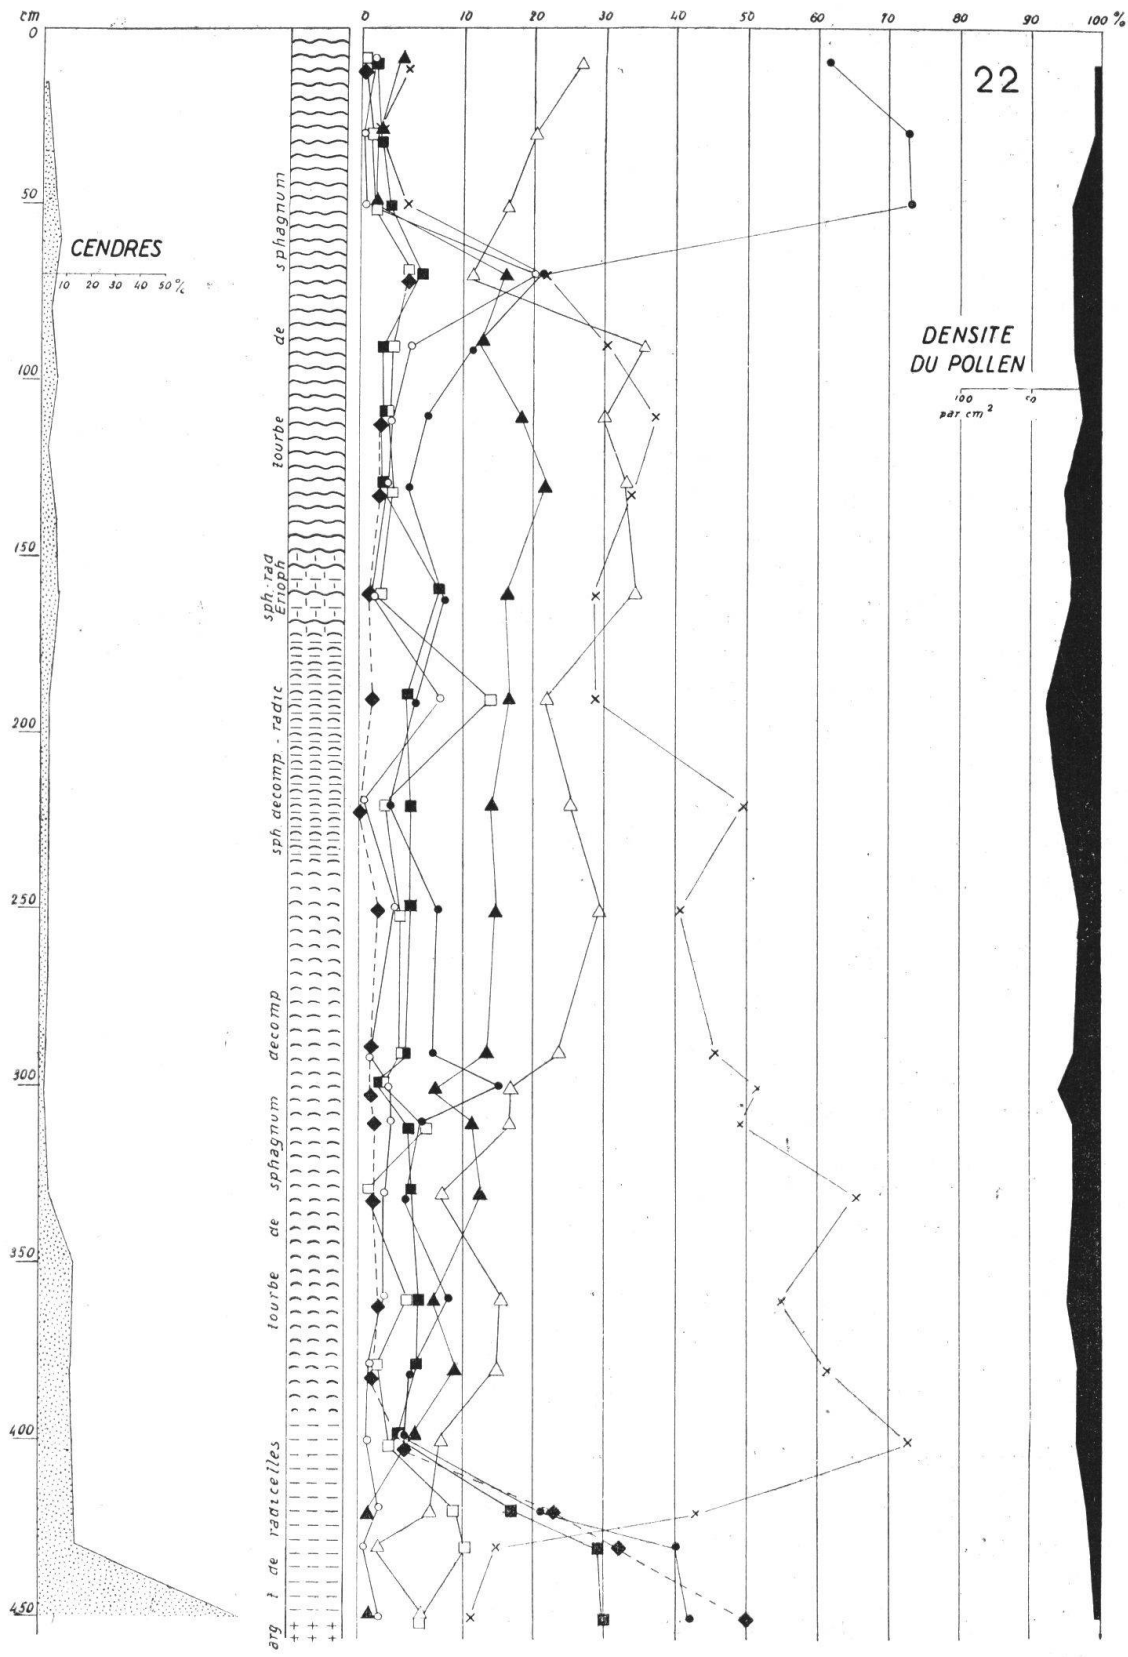 cm 0 10 20 30 40 50 60 70 80 90 100 %
0
22
50
CENDRES
10 20 30 40 50%
DENSITE
DU POLLEN
100 50
par cm²
100
150
200
250
300
350
400
450
tourbe de sphagnum
sph.-rad
Erioph
sph. decomp. - radic
tourbe de sphagnum decomp
de radicelles
arg